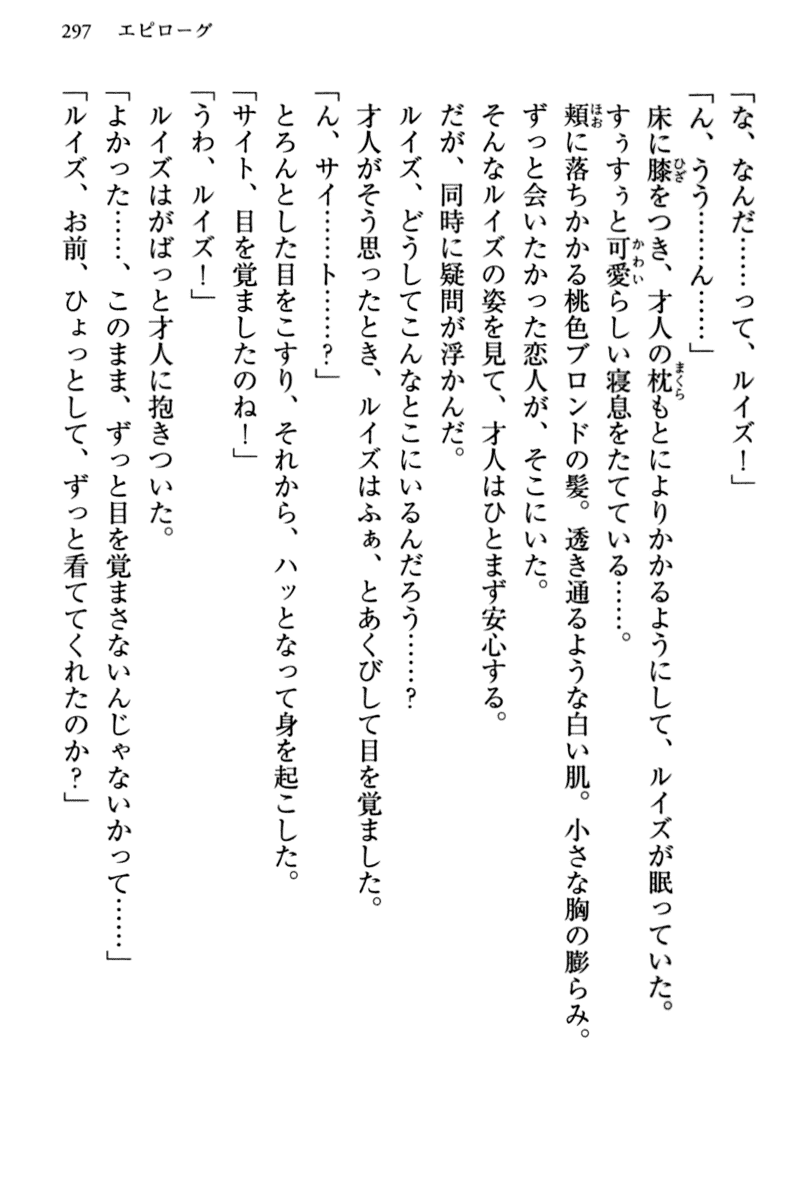 297 エピローグ
「な、なんだ……って、ルイズ！」
「ん、うう……ん……」
床に膝をつき、才人の枕もとによりかかるようにして、ルイズが眠っていた。
すぅすぅと可愛らしい寝息をたてている……。
頬に落ちかかる桃色ブロンドの髪。透き通るような白い肌。小さな胸の膨らみ。
ずっと会いたかった恋人が、そこにいた。
そんなルイズの姿を見て、才人はひとまず安心する。
だが、同時に疑問が浮かんだ。
ルイズ、どうしてこんなとこにいるんだろう……？
才人がそう思ったとき、ルイズはふぁ、とあくびして目を覚ました。
「ん、サイ……ト……？」
とろんとした目をこすり、それから、ハッとなって身を起こした。
「サイト、目を覚ましたのね！」
「うわ、ルイズ！」
ルイズはがばっと才人に抱きついた。
「よかった……、このまま、ずっと目を覚まさないんじゃないかって……」
「ルイズ、お前、ひょっとして、ずっと看ててくれたのか？」